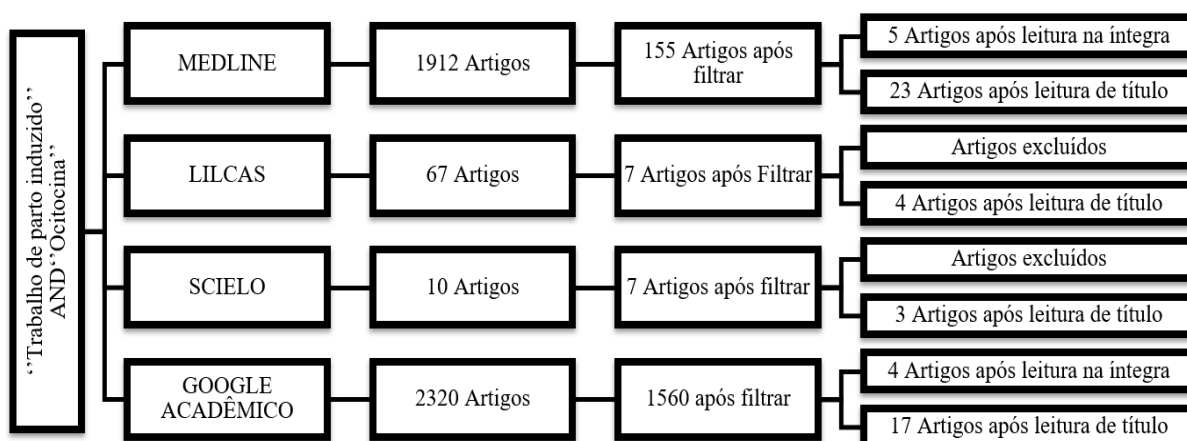 ‘’Trabalho de parto induzido’’
AND‘’Ocitocina’’
MEDLINE
1912 Artigos
155 Artigos após
filtrar
5 Artigos após leitura na íntegra
23 Artigos após leitura de título
LILCAS
67 Artigos
7 Artigos após Filtrar
Artigos excluídos
4 Artigos após leitura de título
SCIELO
10 Artigos
7 Artigos após filtrar
Artigos excluídos
3 Artigos após leitura de título
GOOGLE
ACADÊMICO
2320 Artigos
1560 após filtrar
4 Artigos após leitura na íntegra
17 Artigos após leitura de título